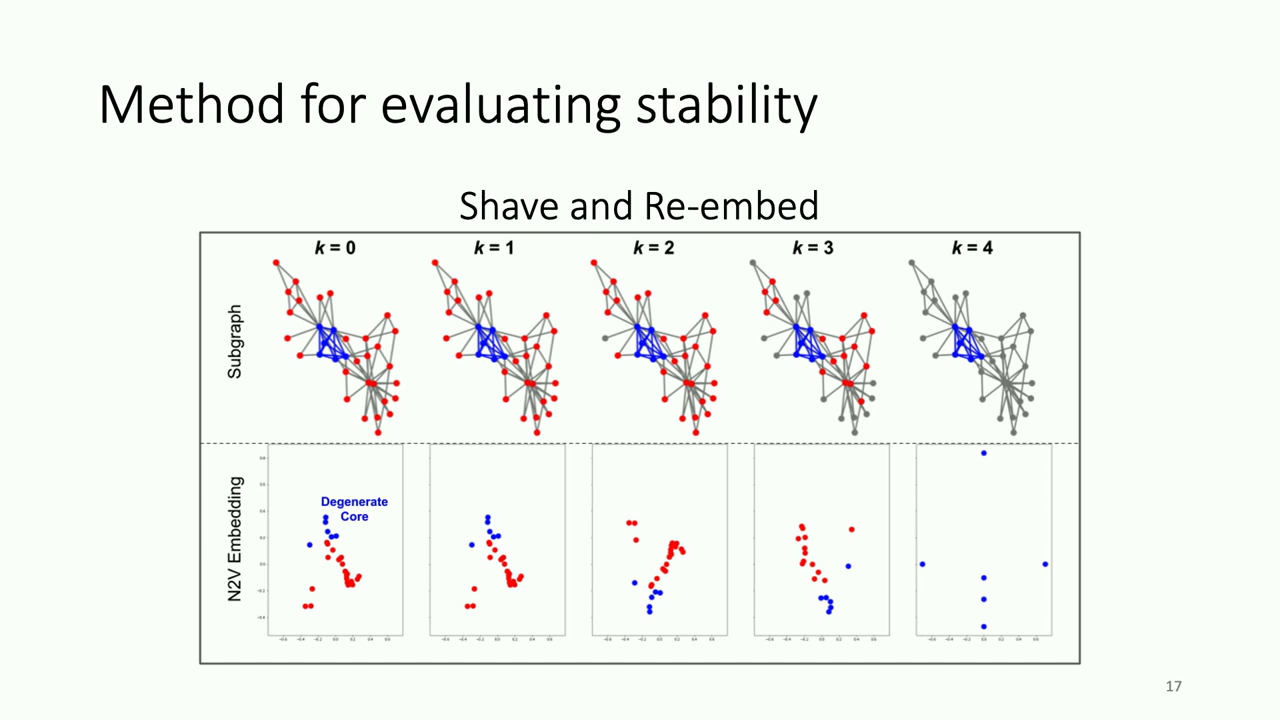 Method for evaluating stability
Shave and Re-embed
k = 0
k = 1
k = 2
k = 3
k = 4
Subgraph
N2V Embedding
Degenerate
Core
17